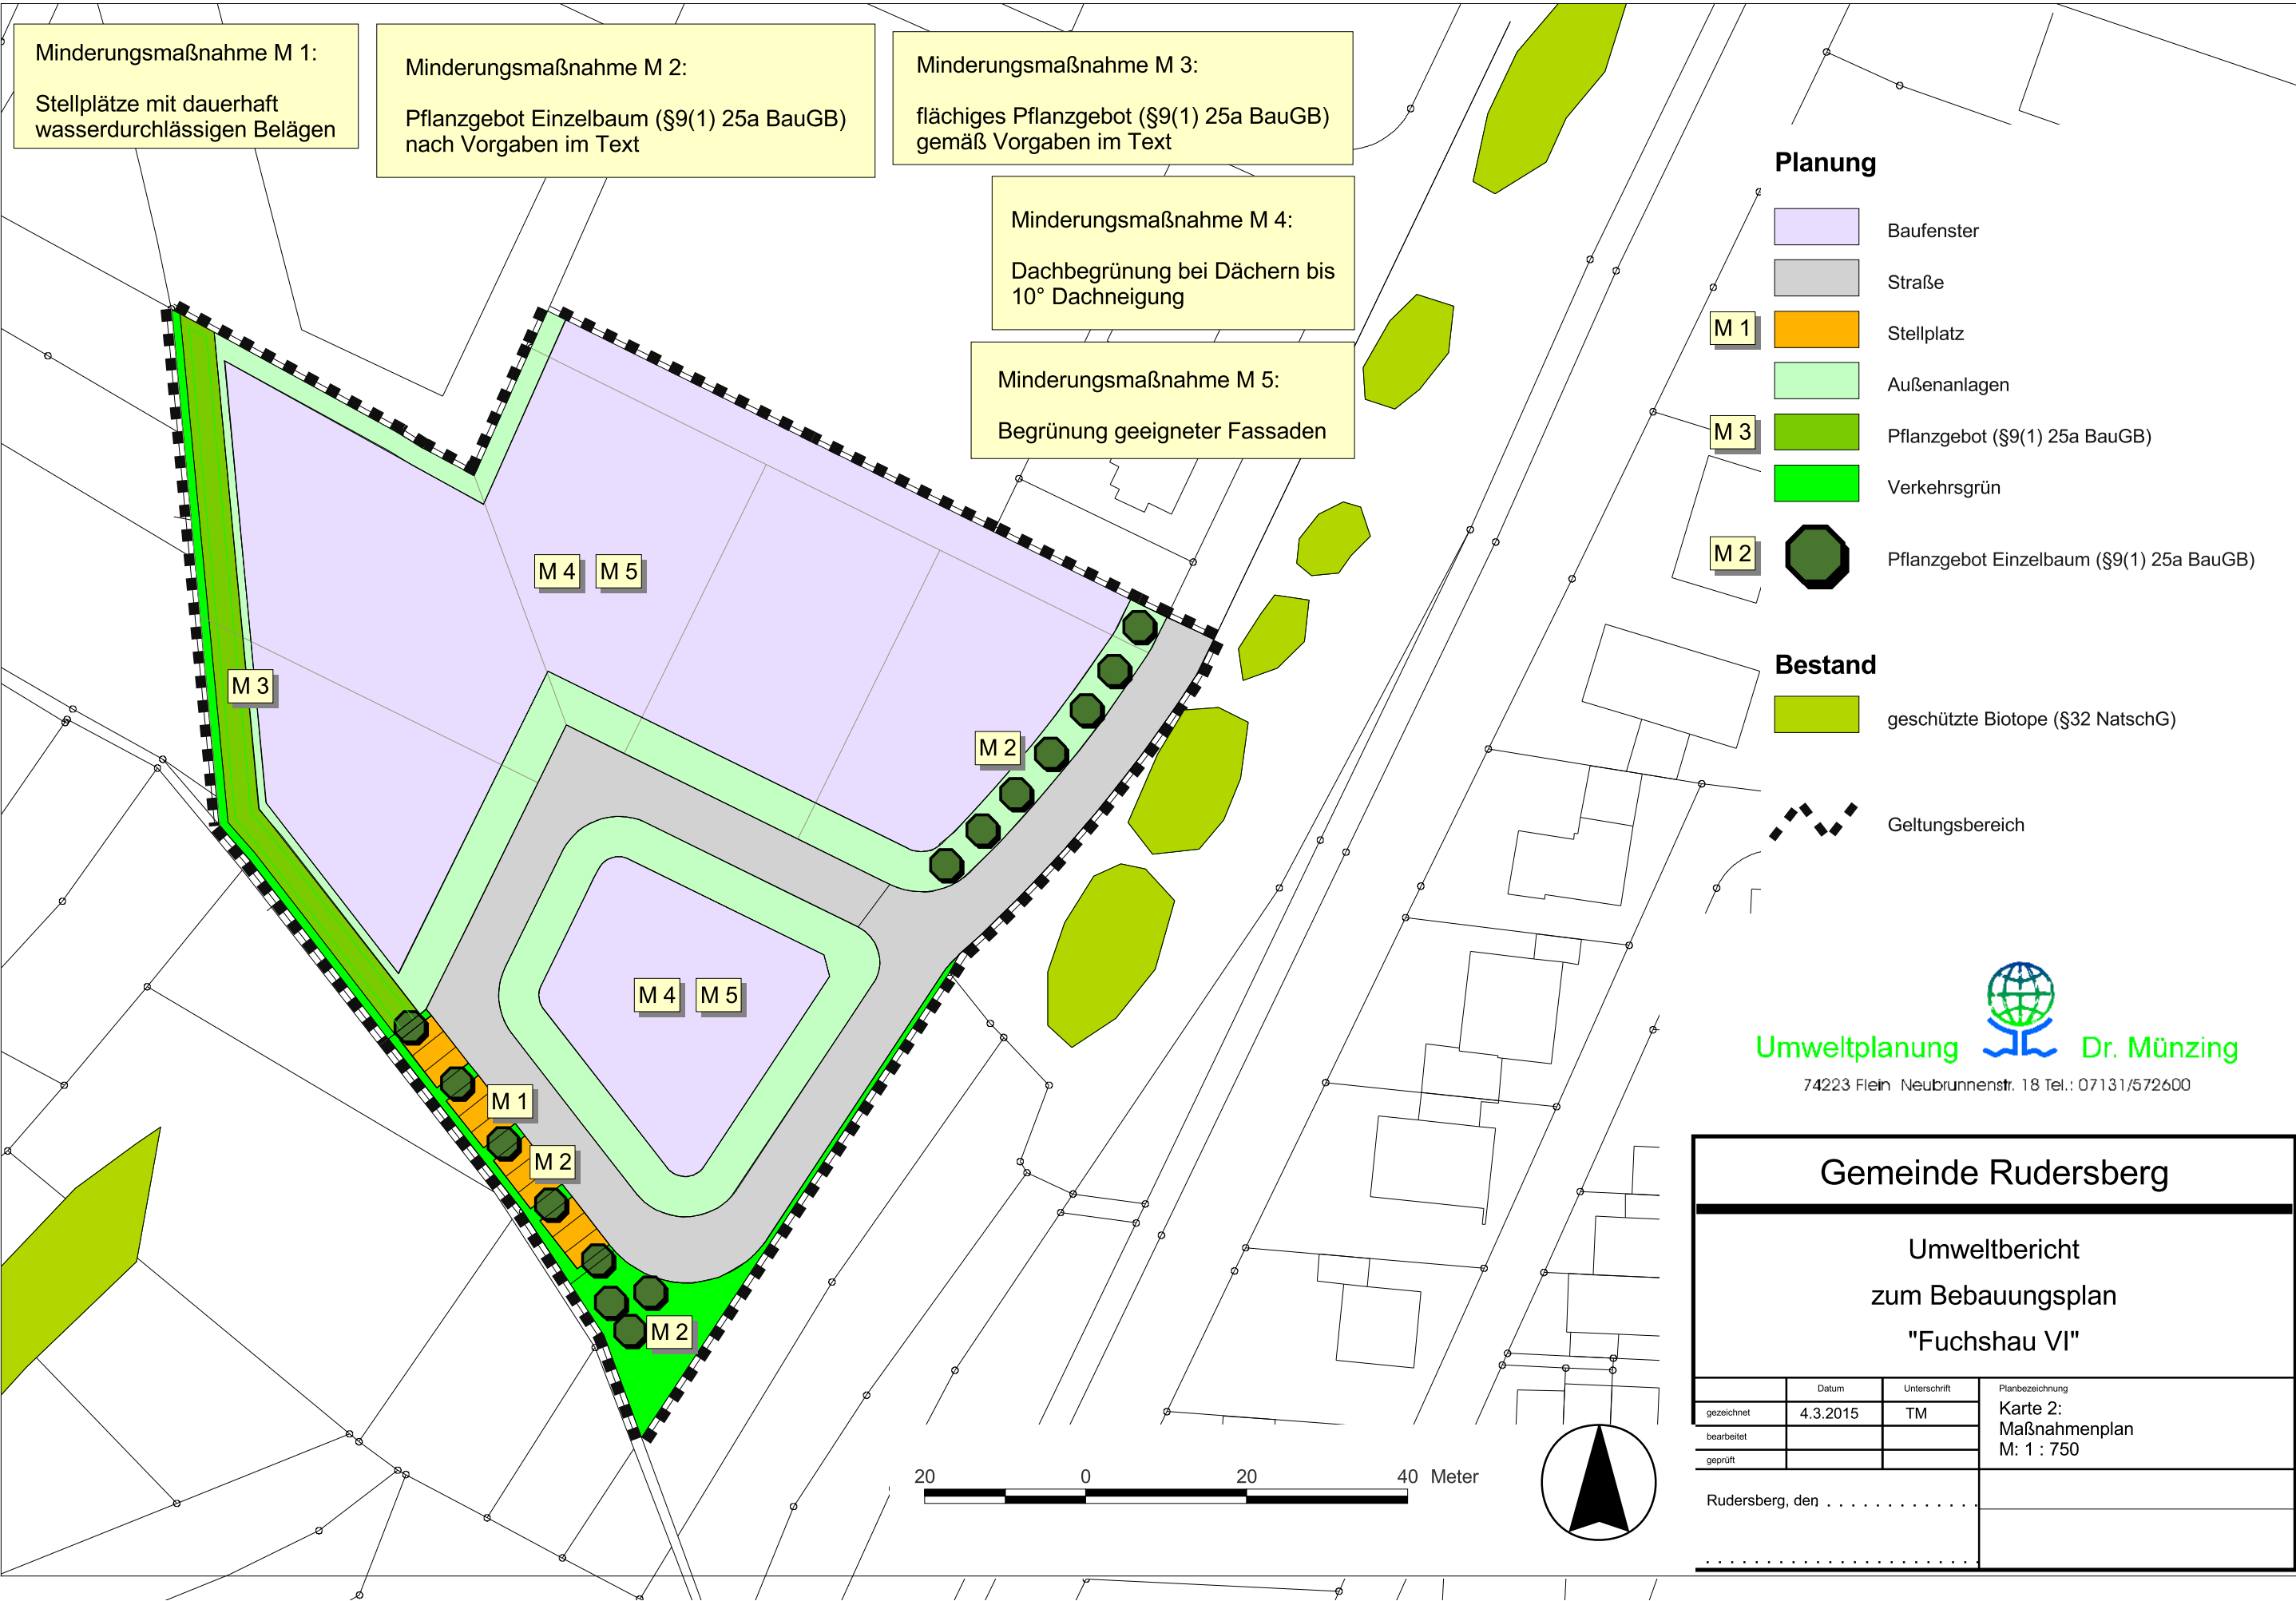 Minderungsmaßnahme M 1:
Stellplätze mit dauerhaft
wasserdurchlässigen Belägen
Minderungsmaßnahme M 2:
Pflanzgebot Einzelbaum (§9(1) 25a BauGB)
nach Vorgaben im Text
Minderungsmaßnahme M 3:
flächiges Pflanzgebot (§9(1) 25a BauGB)
gemäß Vorgaben im Text
Minderungsmaßnahme M 4:
Dachbegrünung bei Dächern bis
10° Dachneigung
Minderungsmaßnahme M 5:
Begrünung geeigneter Fassaden
M 4 M 5
M 3
M 2
M 4 M 5
M 1
M 2
M 2
Planung
Baufenster
Straße
M 1 Stellplatz
Außenanlagen
M 3 Pflanzgebot (§9(1) 25a BauGB)
Verkehrsgrün
M 2 Pflanzgebot Einzelbaum (§9(1) 25a BauGB)
Bestand
geschützte Biotope (§32 NatschG)
Geltungsbereich
Umweltplanung Dr. Münzing
74223 Flein Neubrunnenstr. 18 Tel.: 07131/572600
Gemeinde Rudersberg
Umweltbericht
zum Bebauungsplan
"Fuchshau VI"
Datum Unterschrift Planbezeichnung
gezeichnet 4.3.2015 TM
bearbeitet
geprüft
Karte 2:
Maßnahmenplan
M: 1 : 750
Rudersberg, den . . . . . . . . . . . . .
20 0 20 40 Meter